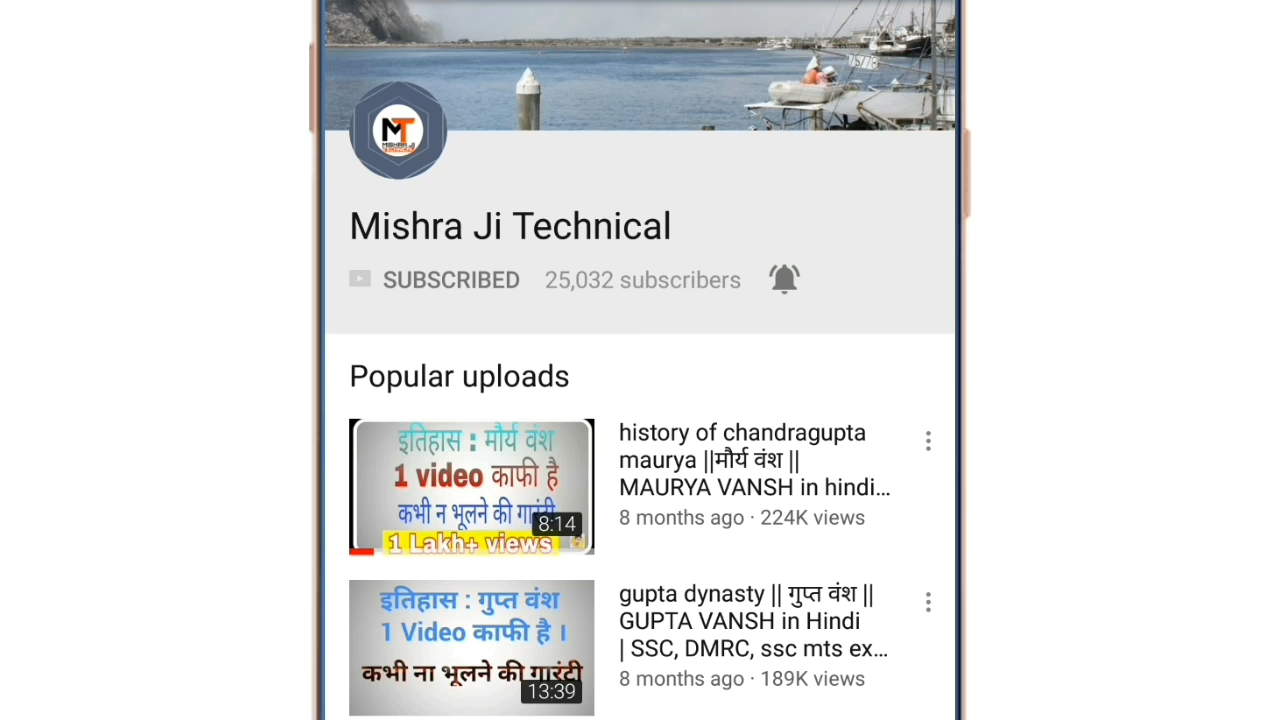 MT
MISHRA JI
Mishra Ji Technical
SUBSCRIBED 25,032 subscribers
Popular uploads
इतिहास : मौर्य वंश
1 video काफी है
कभी न भूलने की गारंटी
8:14
1 Lakh+ views
history of chandragupta
maurya ||मौर्य वंश ||
MAURYA VANSH in hindi...
8 months ago · 224K views
इतिहास : गुप्त वंश
1 Video काफी है ।
कभी ना भूलने की गारंटी
13:39
gupta dynasty || गुप्त वंश ||
GUPTA VANSH in Hindi
| SSC, DMRC, ssc mts ex...
8 months ago · 189K views